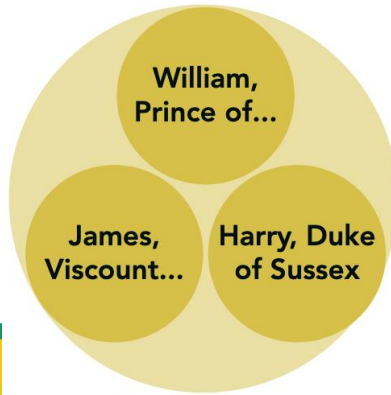 William,
Prince of...
James,
Viscount...
Harry, Duke
of Sussex